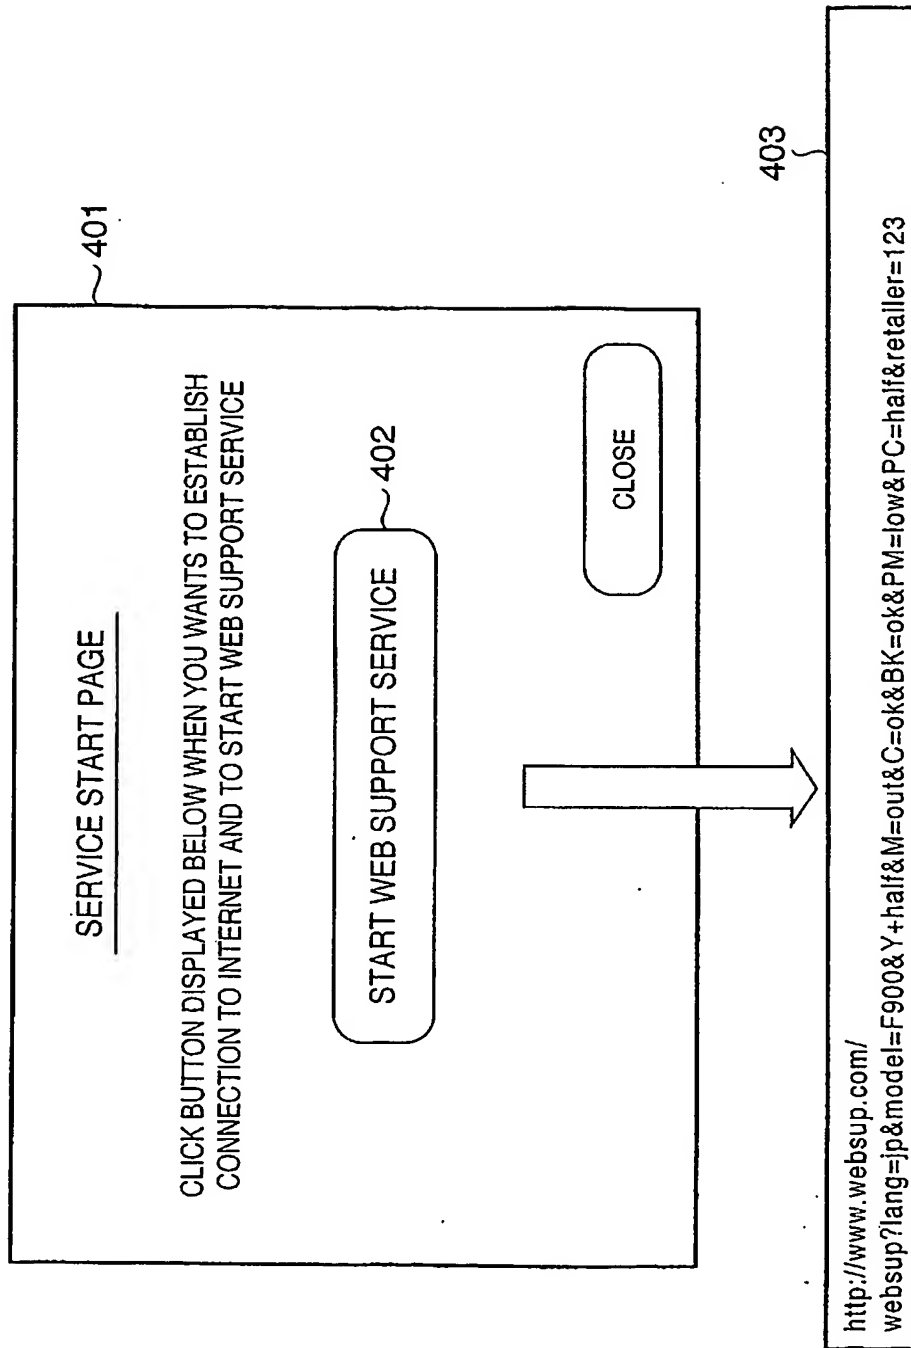 401
SERVICE START PAGE
CLICK BUTTON DISPLAYED BELOW WHEN YOU WANTS TO ESTABLISH
CONNECTION TO INTERNET AND TO START WEB SUPPORT SERVICE
402
START WEB SUPPORT SERVICE
CLOSE
403
http://www.websup.com/
websup?lang=jp&model=F900&Y+half&M=out&C=ok&BK=ok&PM=low&PC=half&retailer=123